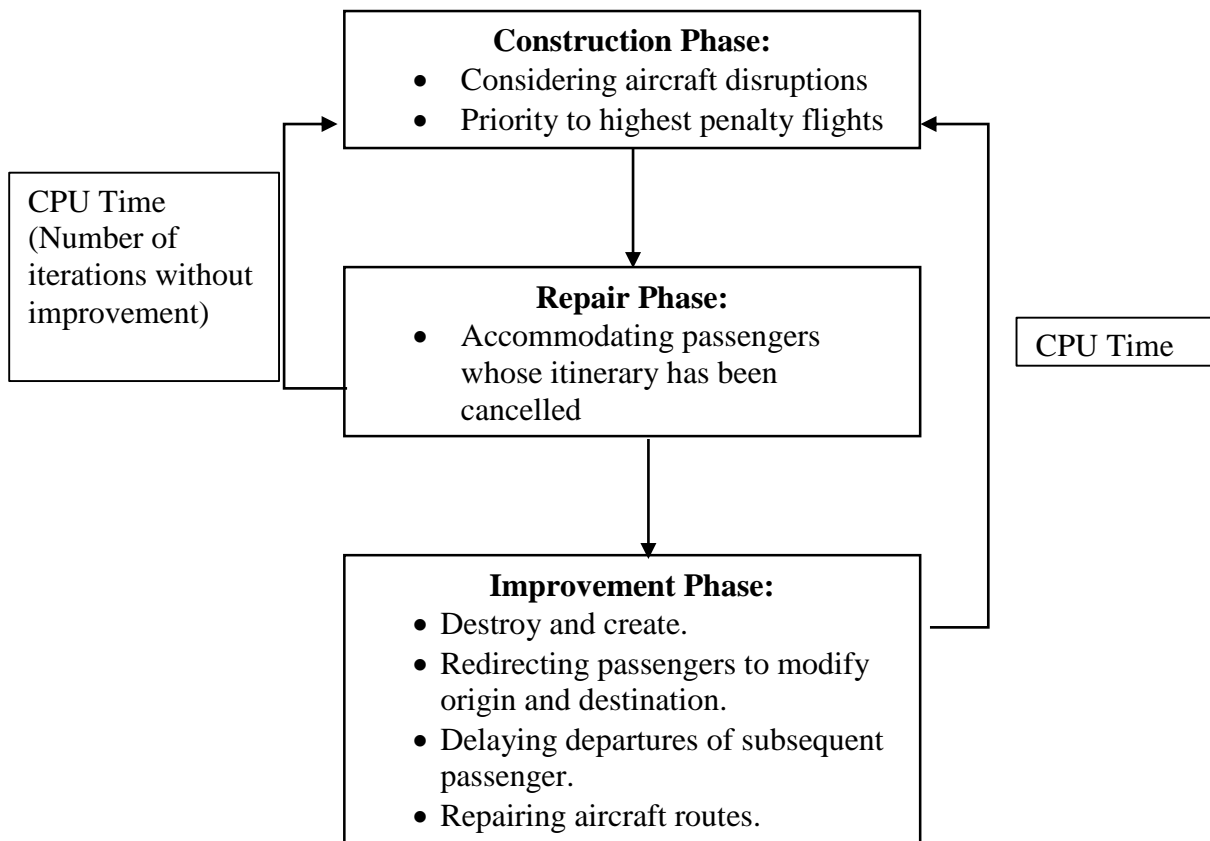 Construction Phase:
• Considering aircraft disruptions
• Priority to highest penalty flights
CPU Time
(Number of
iterations without
improvement)
Repair Phase:
• Accommodating passengers
whose itinerary has been
cancelled
CPU Time
Improvement Phase:
• Destroy and create.
• Redirecting passengers to modify
origin and destination.
• Delaying departures of subsequent
passenger.
• Repairing aircraft routes.